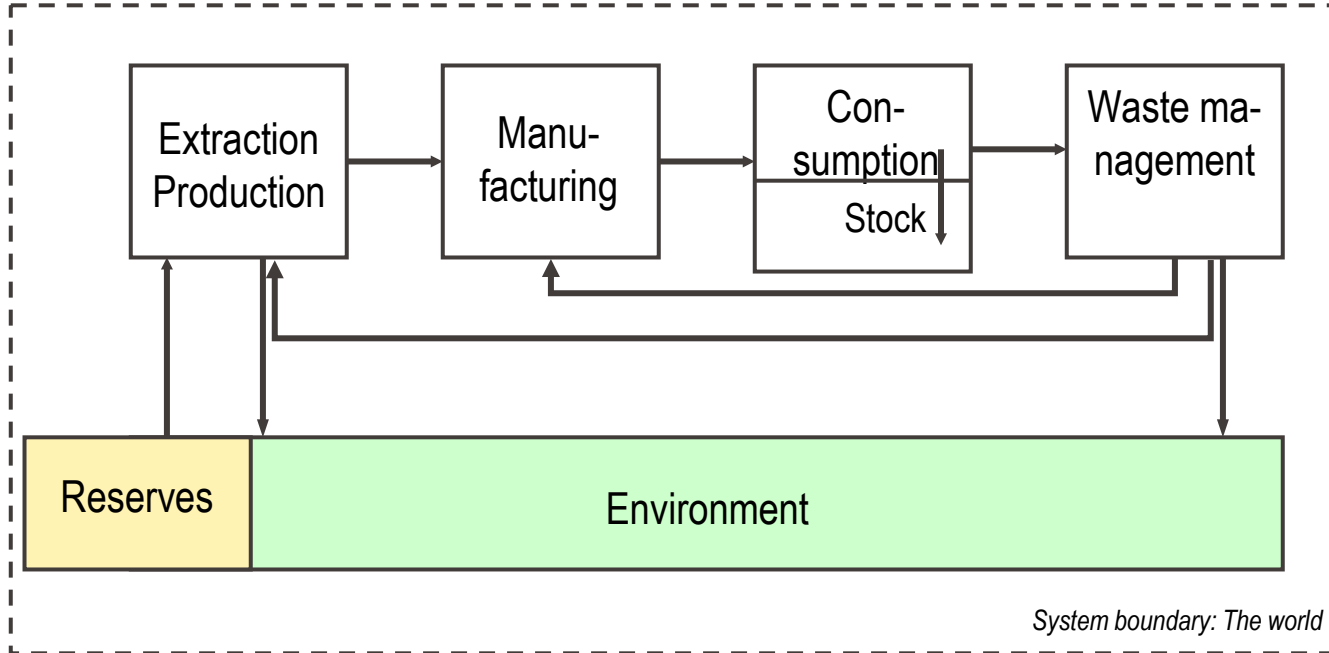 Extraction
Production
Manu-
facturing
Con-
sumption
Stock
Waste ma-
nagement
Reserves
Environment
System boundary: The world